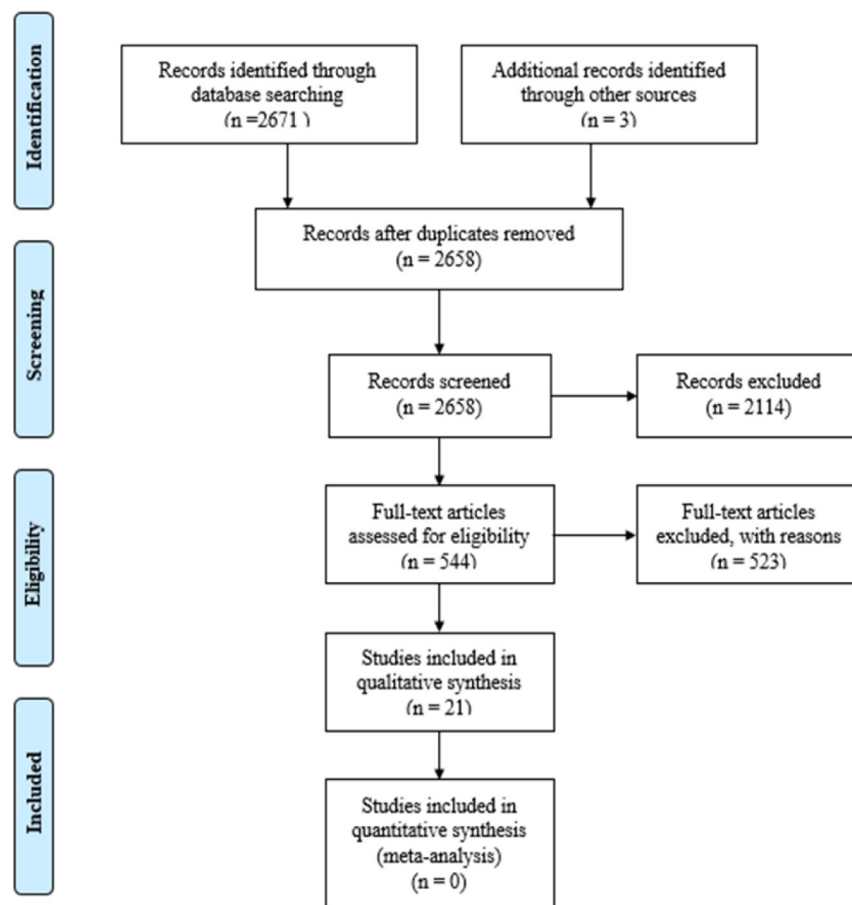 Identification
Records identified through
database searching
(n =2671 )
Additional records identified
through other sources
(n = 3)
Records after duplicates removed
(n = 2658)
Screening
Records screened
(n = 2658)
Records excluded
(n = 2114)
Eligibility
Full-text articles
assessed for eligibility
(n = 544)
Full-text articles
excluded, with reasons
(n = 523)
Studies included in
qualitative synthesis
(n = 21)
Included
Studies included in
quantitative synthesis
(meta-analysis)
(n = 0)